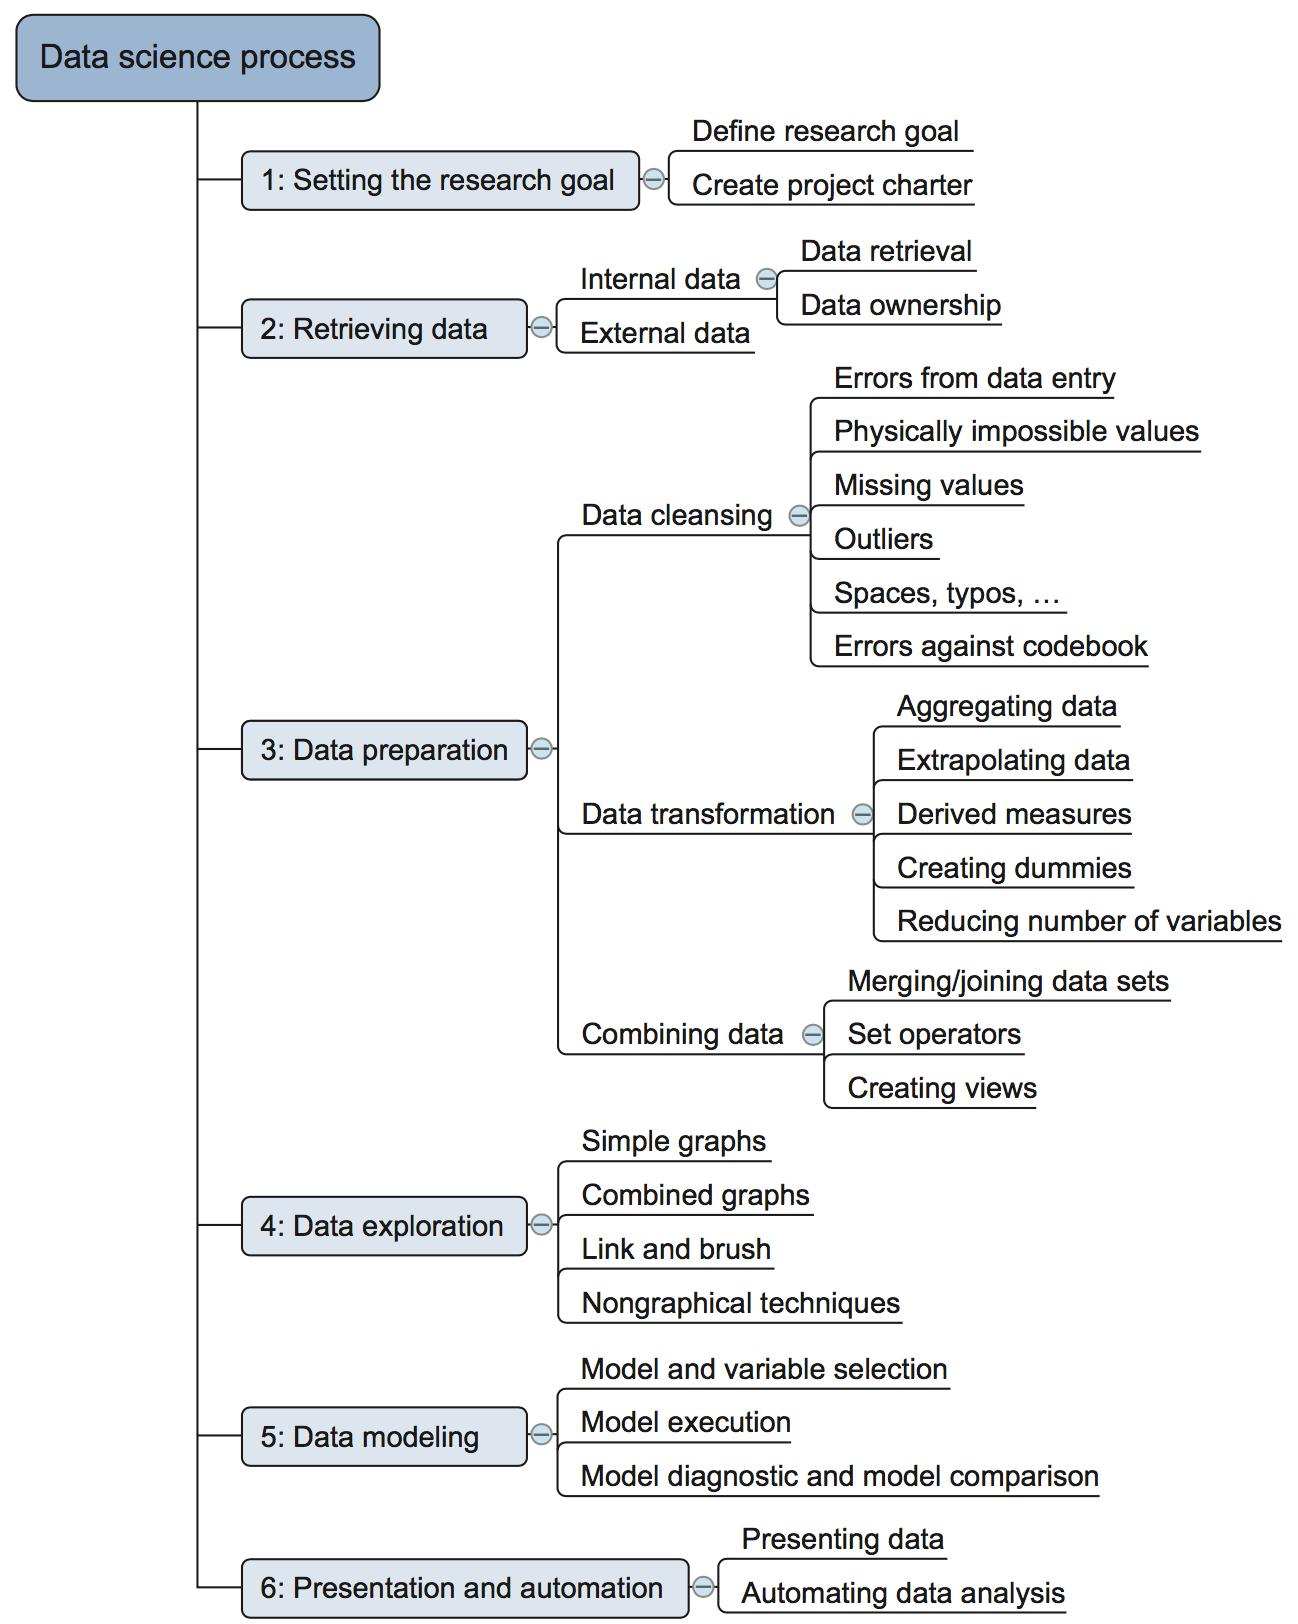 Data science process
1: Setting the research goal
Define research goal
Create project charter
2: Retrieving data
Internal data
Data retrieval
Data ownership
External data
3: Data preparation
Data cleansing
Errors from data entry
Physically impossible values
Missing values
Outliers
Spaces, typos, …
Errors against codebook
Data transformation
Aggregating data
Extrapolating data
Derived measures
Creating dummies
Reducing number of variables
Combining data
Merging/joining data sets
Set operators
Creating views
4: Data exploration
Simple graphs
Combined graphs
Link and brush
Nongraphical techniques
5: Data modeling
Model and variable selection
Model execution
Model diagnostic and model comparison
6: Presentation and automation
Presenting data
Automating data analysis